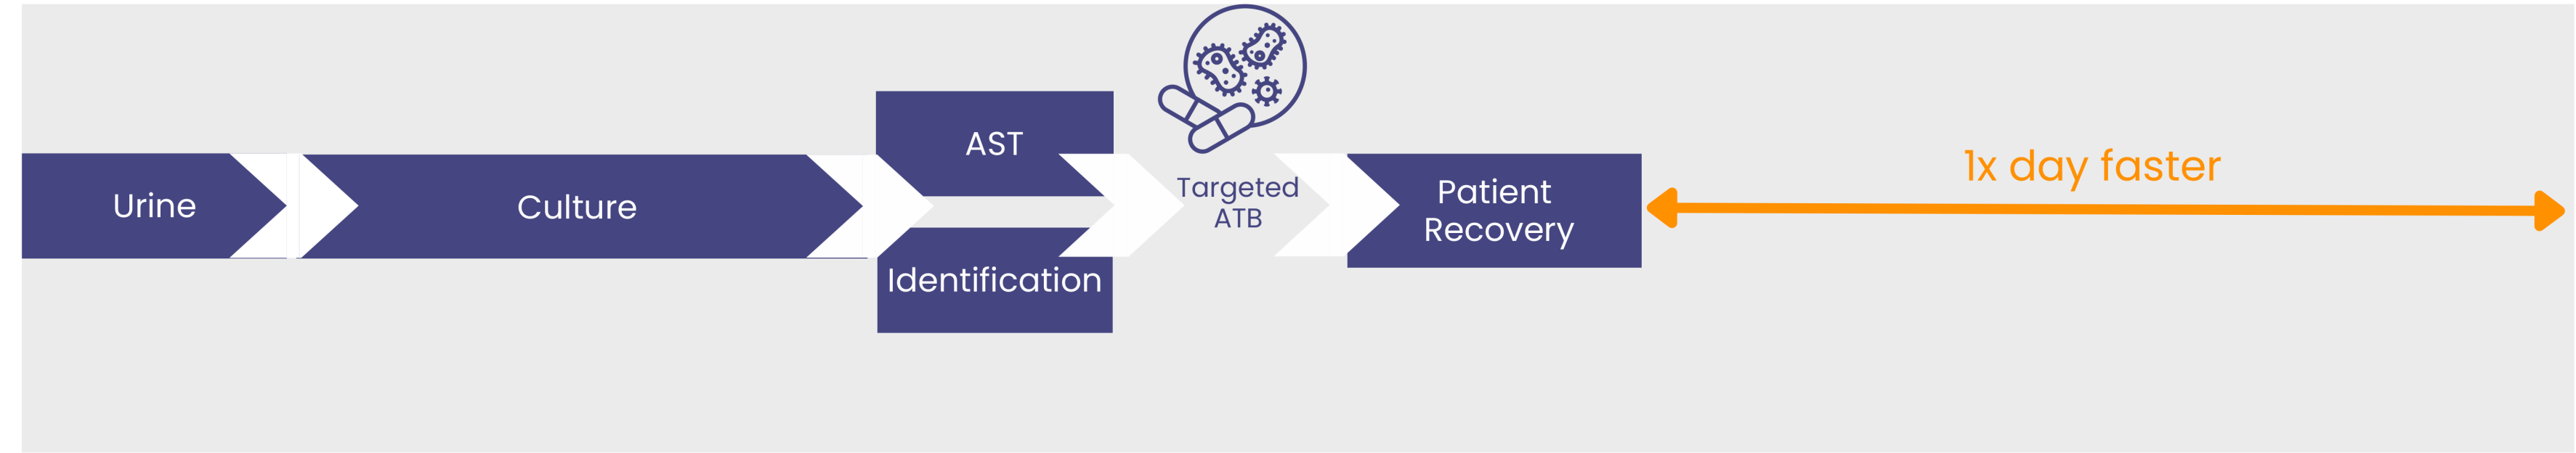 Urine
Culture
AST
Identification
Targeted
ATB
Patient
Recovery
1x day faster